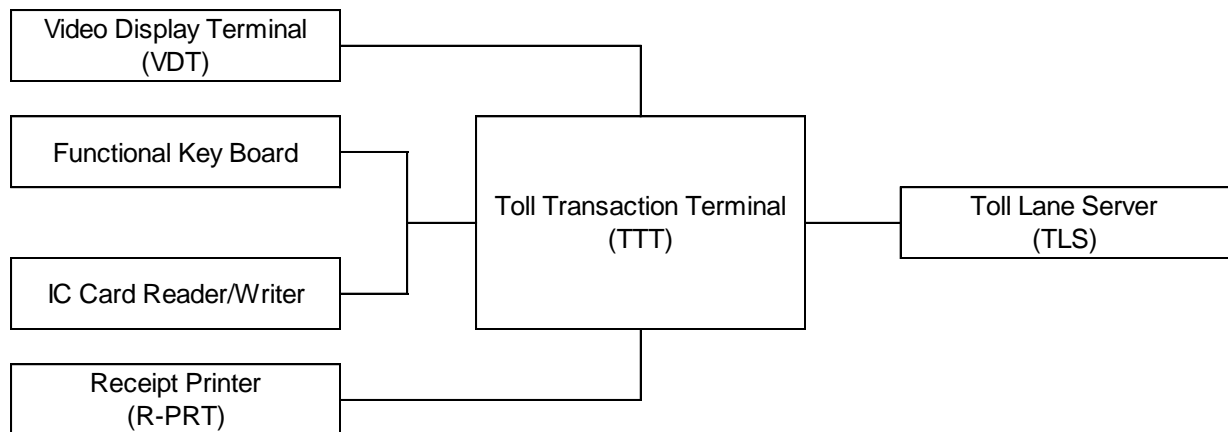 Video Display Terminal
(VDT)
Functional Key Board
IC Card Reader/Writer
Receipt Printer
(R-PRT)
Toll Transaction Terminal
(TTT)
Toll Lane Server
(TLS)